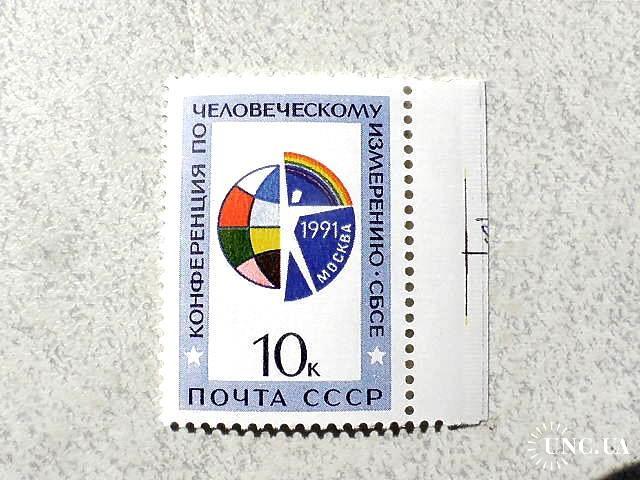 КОНФЕРЕНЦИЯ ПО ЧЕЛОВЕЧЕСКОМУ ИЗМЕРЕНИЮ · СБСЕ
1991
МОСКВА
10к
ПОЧТА СССР
UNC.UA